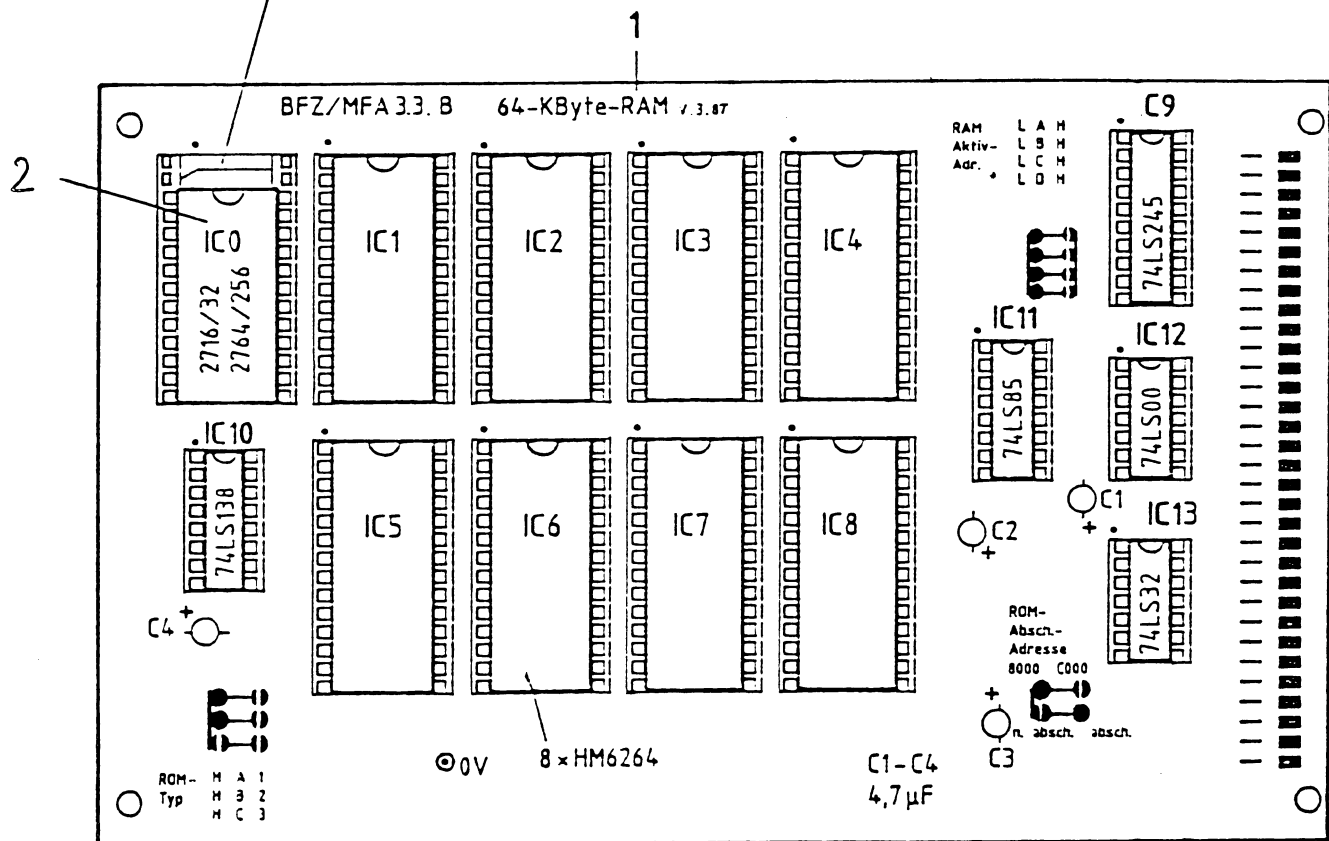 1
BFZ/MFA 3.3. B 64-KByte-RAM V.3.87
2
RAM L A H
Aktiv- L B H
Adr. L C H
L D H
C9
74LS245
IC0
2716/32
2764/256
IC1
IC2
IC3
IC4
IC11
74LS85
IC12
74LS00
IC10
74LS138
IC5
IC6
IC7
IC8
C1
+
C2
+
IC13
74LS32
+
C4
ROM-
Absch.-
Adresse
8000 C000
+
n. absch. absch.
C3
0V
8 x HM6264
C1-C4
4,7 µF
ROM- H A 1
Typ H B 2
H C 3